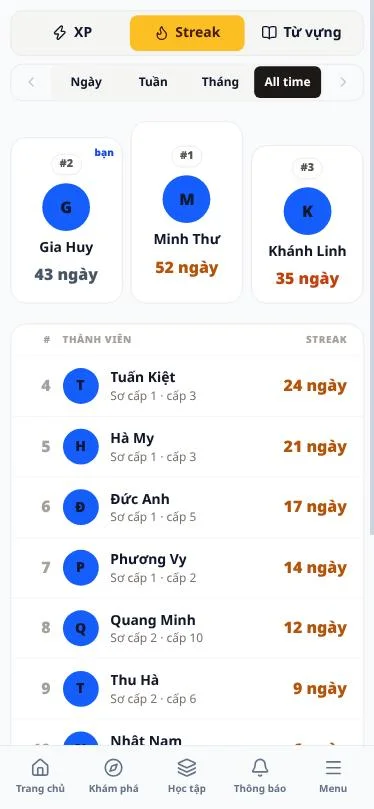 XP
Streak
Từ vựng
Ngày
Tuần
Tháng
All time
#2
bạn
G
Gia Huy
43 ngày
#1
M
Minh Thư
52 ngày
#3
K
Khánh Linh
35 ngày
# THÀNH VIÊN STREAK
4 T Tuấn Kiệt 24 ngày
Sơ cấp 1 · cấp 3
5 H Hà My 21 ngày
Sơ cấp 1 · cấp 3
6 Đ Đức Anh 17 ngày
Sơ cấp 1 · cấp 5
7 P Phương Vy 14 ngày
Sơ cấp 1 · cấp 2
8 Q Quang Minh 12 ngày
Sơ cấp 2 · cấp 10
9 T Thu Hà 9 ngày
Sơ cấp 2 · cấp 6
Nhật Nam
Trang chủ
Khám phá
Học tập
Thông báo
Menu